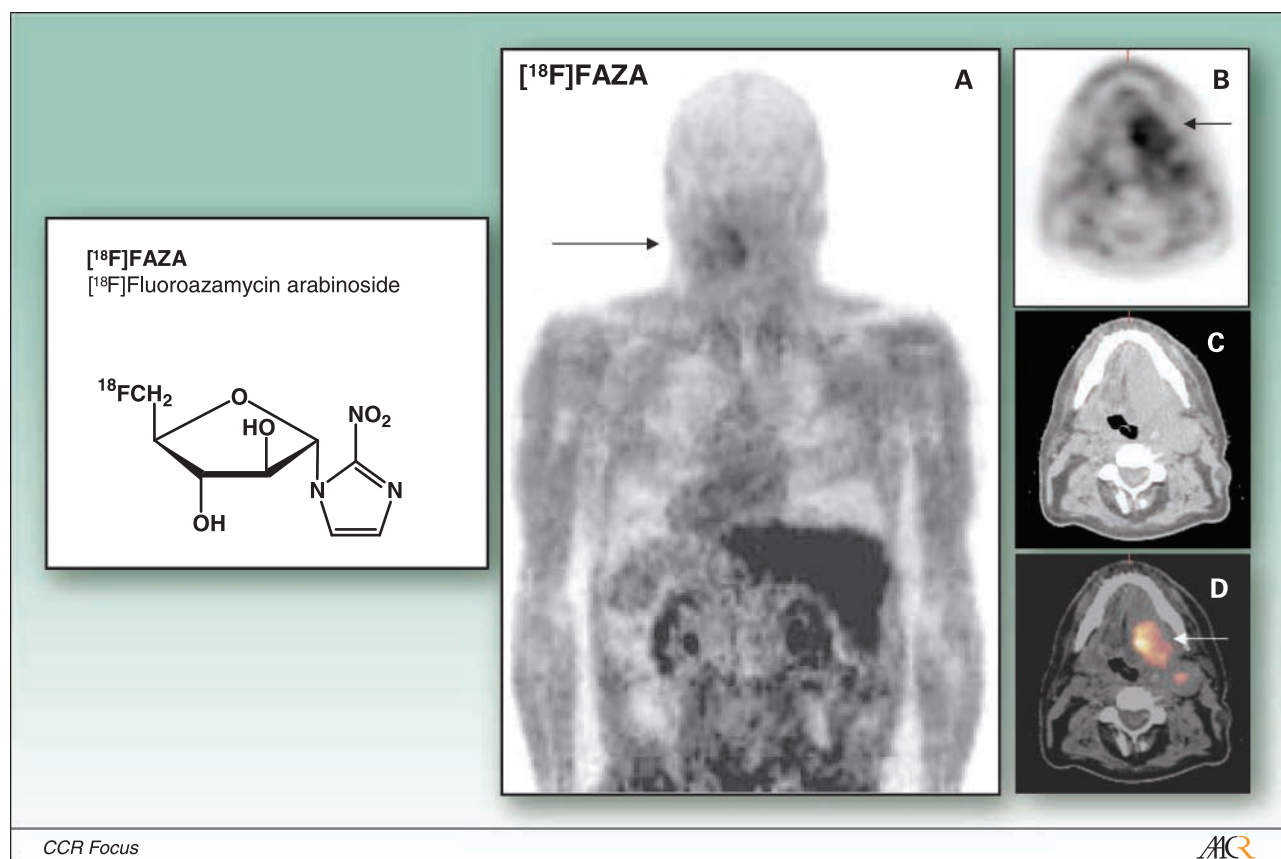 [¹⁸F]FAZA
[¹⁸F]Fluoroazamycin arabinoside
¹⁸FCH₂
O
HO
NO₂
N
N
OH
[¹⁸F]FAZA
A
B
C
D
CCR Focus
AACR